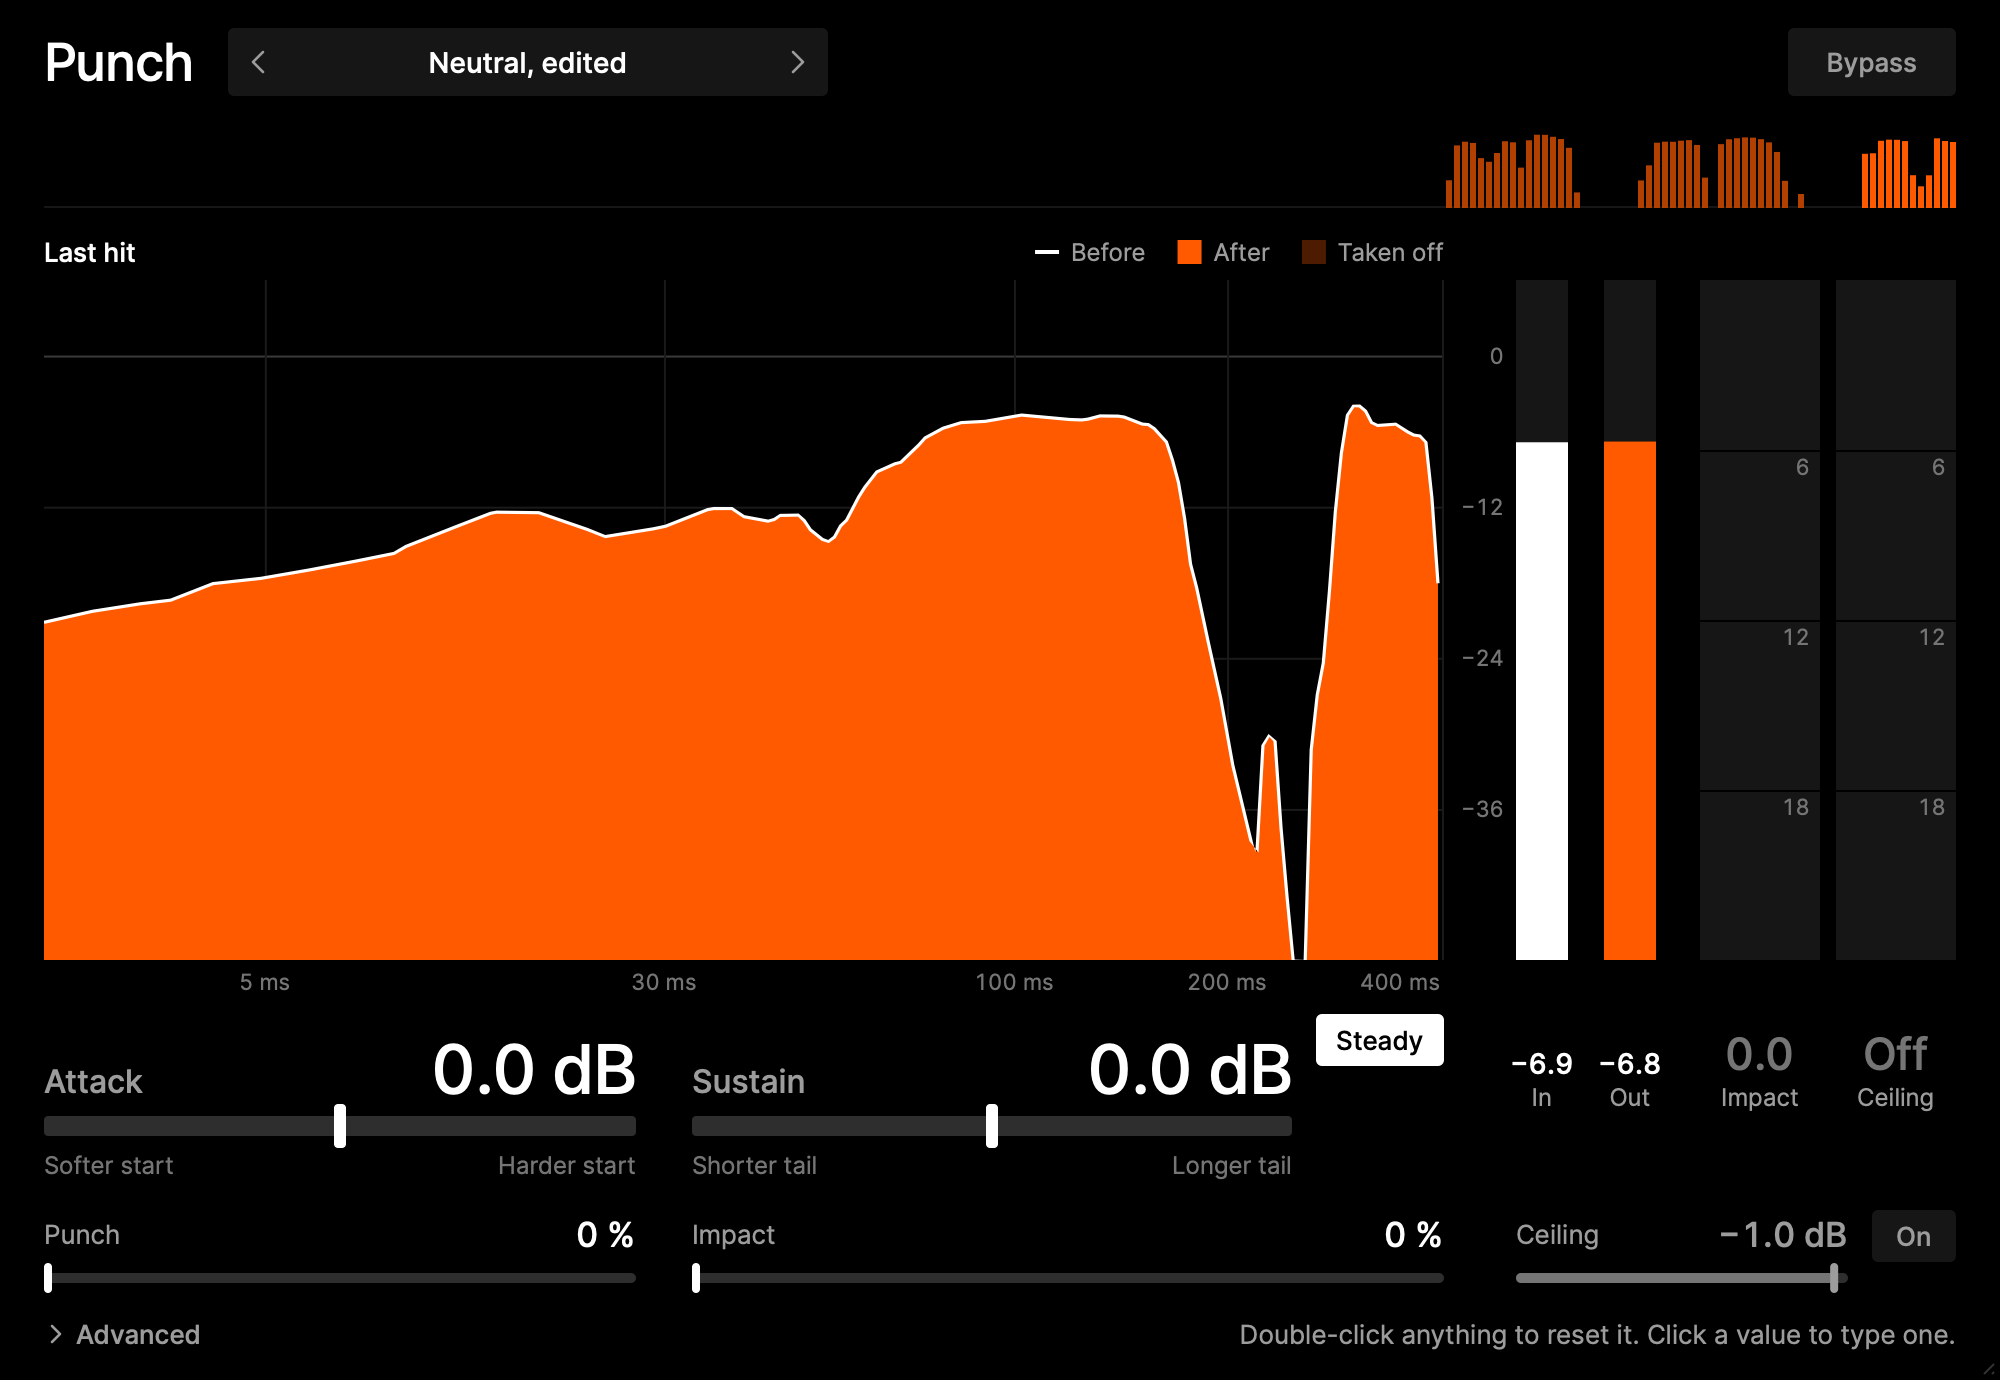 Punch
Neutral, edited
Bypass
Last hit
Before
After
Taken off
0
−12
−24
−36
6
12
18
6
12
18
5 ms
30 ms
100 ms
200 ms
400 ms
Attack
0.0 dB
Softer start
Harder start
Sustain
0.0 dB
Steady
Shorter tail
Longer tail
−6.9
In
−6.8
Out
0.0
Impact
Off
Ceiling
Punch
0 %
Impact
0 %
Ceiling
−1.0 dB
On
Advanced
Double-click anything to reset it. Click a value to type one.